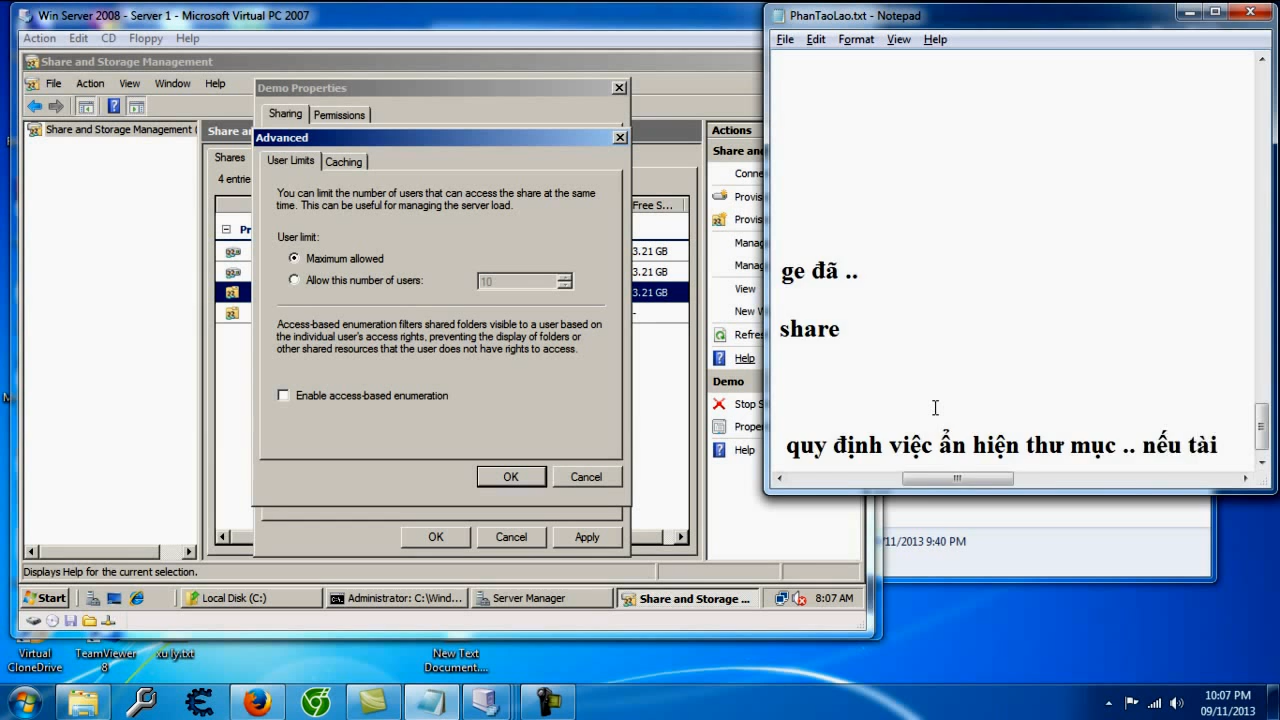 Win Server 2008 - Server 1 - Microsoft Virtual PC 2007
Action Edit CD Floppy Help
Share and Storage Management
File Action View Window Help
Share and Storage Management (
Share
Shares
4 entrie
Pr
Free S...
3.21 GB
3.21 GB
3.21 GB
Demo Properties
Sharing Permissions
Advanced
User Limits Caching
You can limit the number of users that can access the share at the same
time. This can be useful for managing the server load.
User limit:
Maximum allowed
Allow this number of users: 10
Access-based enumeration filters shared folders visible to a user based on
the individual user's access rights, preventing the display of folders or
other shared resources that the user does not have rights to access.
Enable access-based enumeration
OK Cancel
OK Cancel Apply
Actions
Share and
Conne
Provis
Provis
Manag
Manag
View
New W
Refre
Help
Demo
Stop S
Proper
Help
Displays Help for the current selection.
Start
Local Disk (C:)
Administrator: C:\Wind...
Server Manager
Share and Storage ...
8:07 AM
PhanTaoLao.txt - Notepad
File Edit Format View Help
ge đã ..
share
quy định việc ẩn hiện thư mục .. nếu tài
/11/2013 9:40 PM
Virtual
CloneDrive
TeamViewer
8
xu ly.txt
New Text
Document....
10:07 PM
09/11/2013